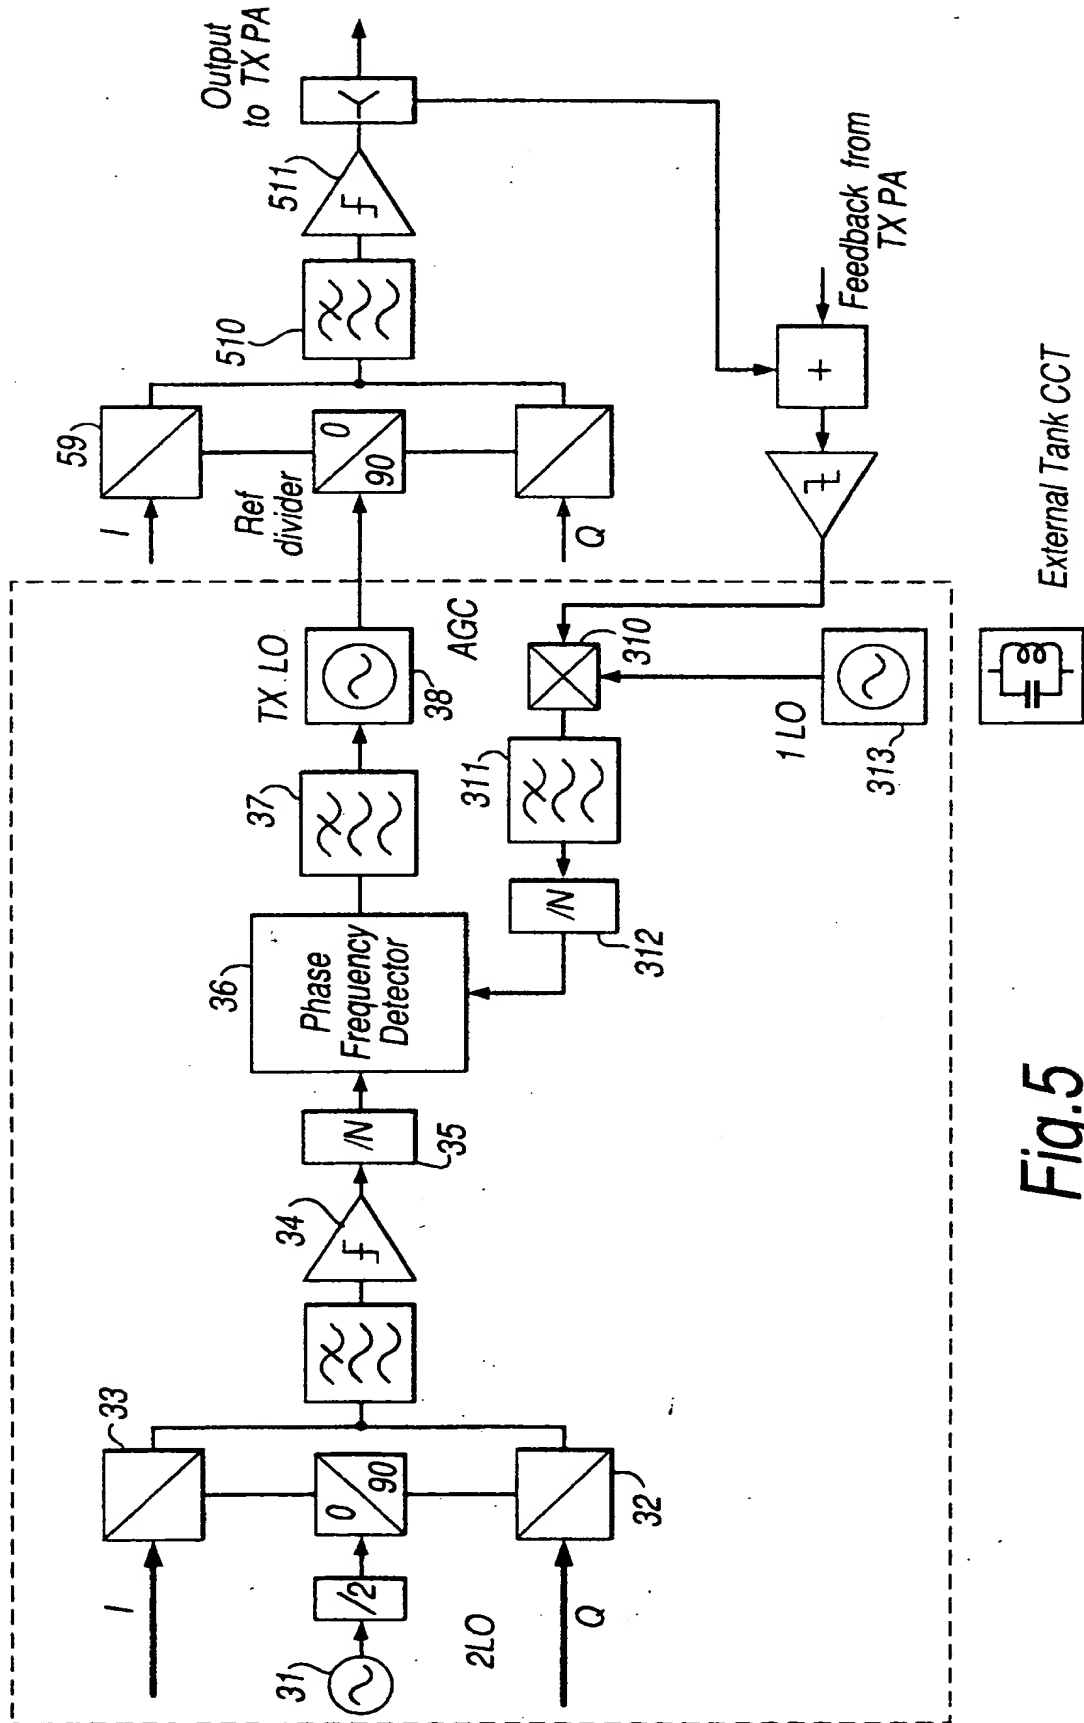 I
33
31
/2
0
90
2LO
Q
32
34
/N
35
36
Phase
Frequency
Detector
37
TX LO
38
AGC
310
311
/N
312
1 LO
313
I
59
Ref
divider
0
90
Q
510
511
Output
to TX PA
+
Feedback from
TX PA
External Tank CCT
Fig.5